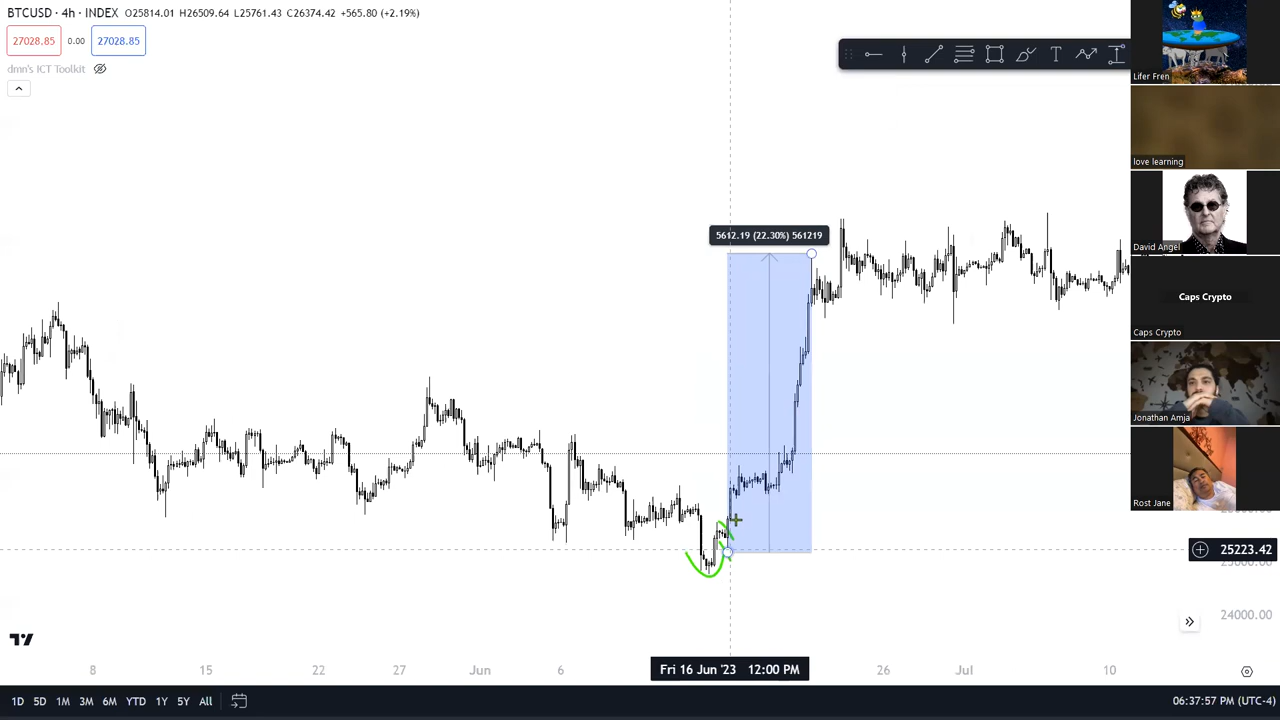 BTCUSD · 4h · INDEX O25814.01 H26509.64 L25761.43 C26374.42 +565.80 (+2.19%)
27028.85 0.00 27028.85
dmn's ICT Toolkit
T
Lifer Fren
love learning
David Angel
5612.19 (22.30%) 561219
Caps Crypto
Caps Crypto
Jonathan Amja
Rost Jane
25223.42
24000.00
8 15 22 27 Jun 6 Fri 16 Jun '23 12:00 PM 26 Jul 10
1D 5D 1M 3M 6M YTD 1Y 5Y All 06:37:57 PM (UTC-4)